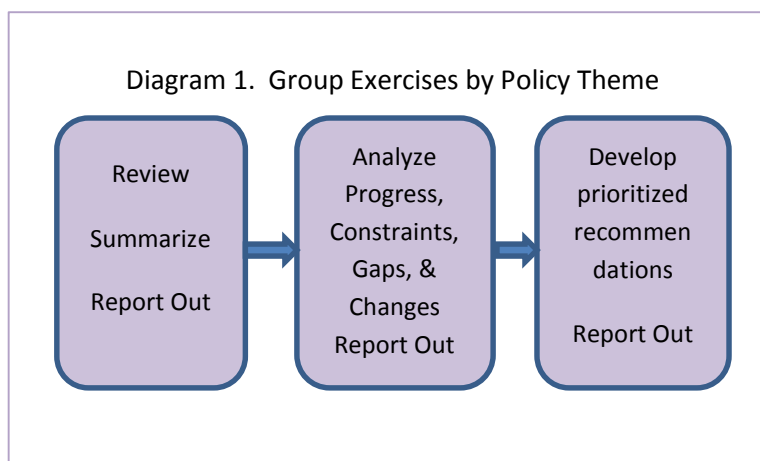 Diagram 1. Group Exercises by Policy Theme
Review
Summarize
Report Out
Analyze
Progress,
Constraints,
Gaps, &
Changes
Report Out
Develop
prioritized
recommen
dations
Report Out